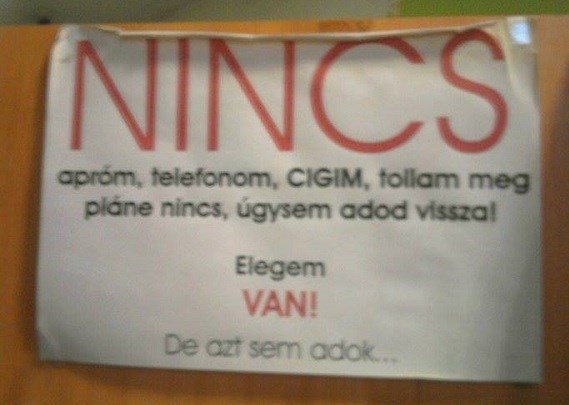 NINCS
apróm, telefonom, CIGIM, tollam meg
pláne nincs, úgysem adod vissza!
Elegem
VAN!
De azt sem adok...